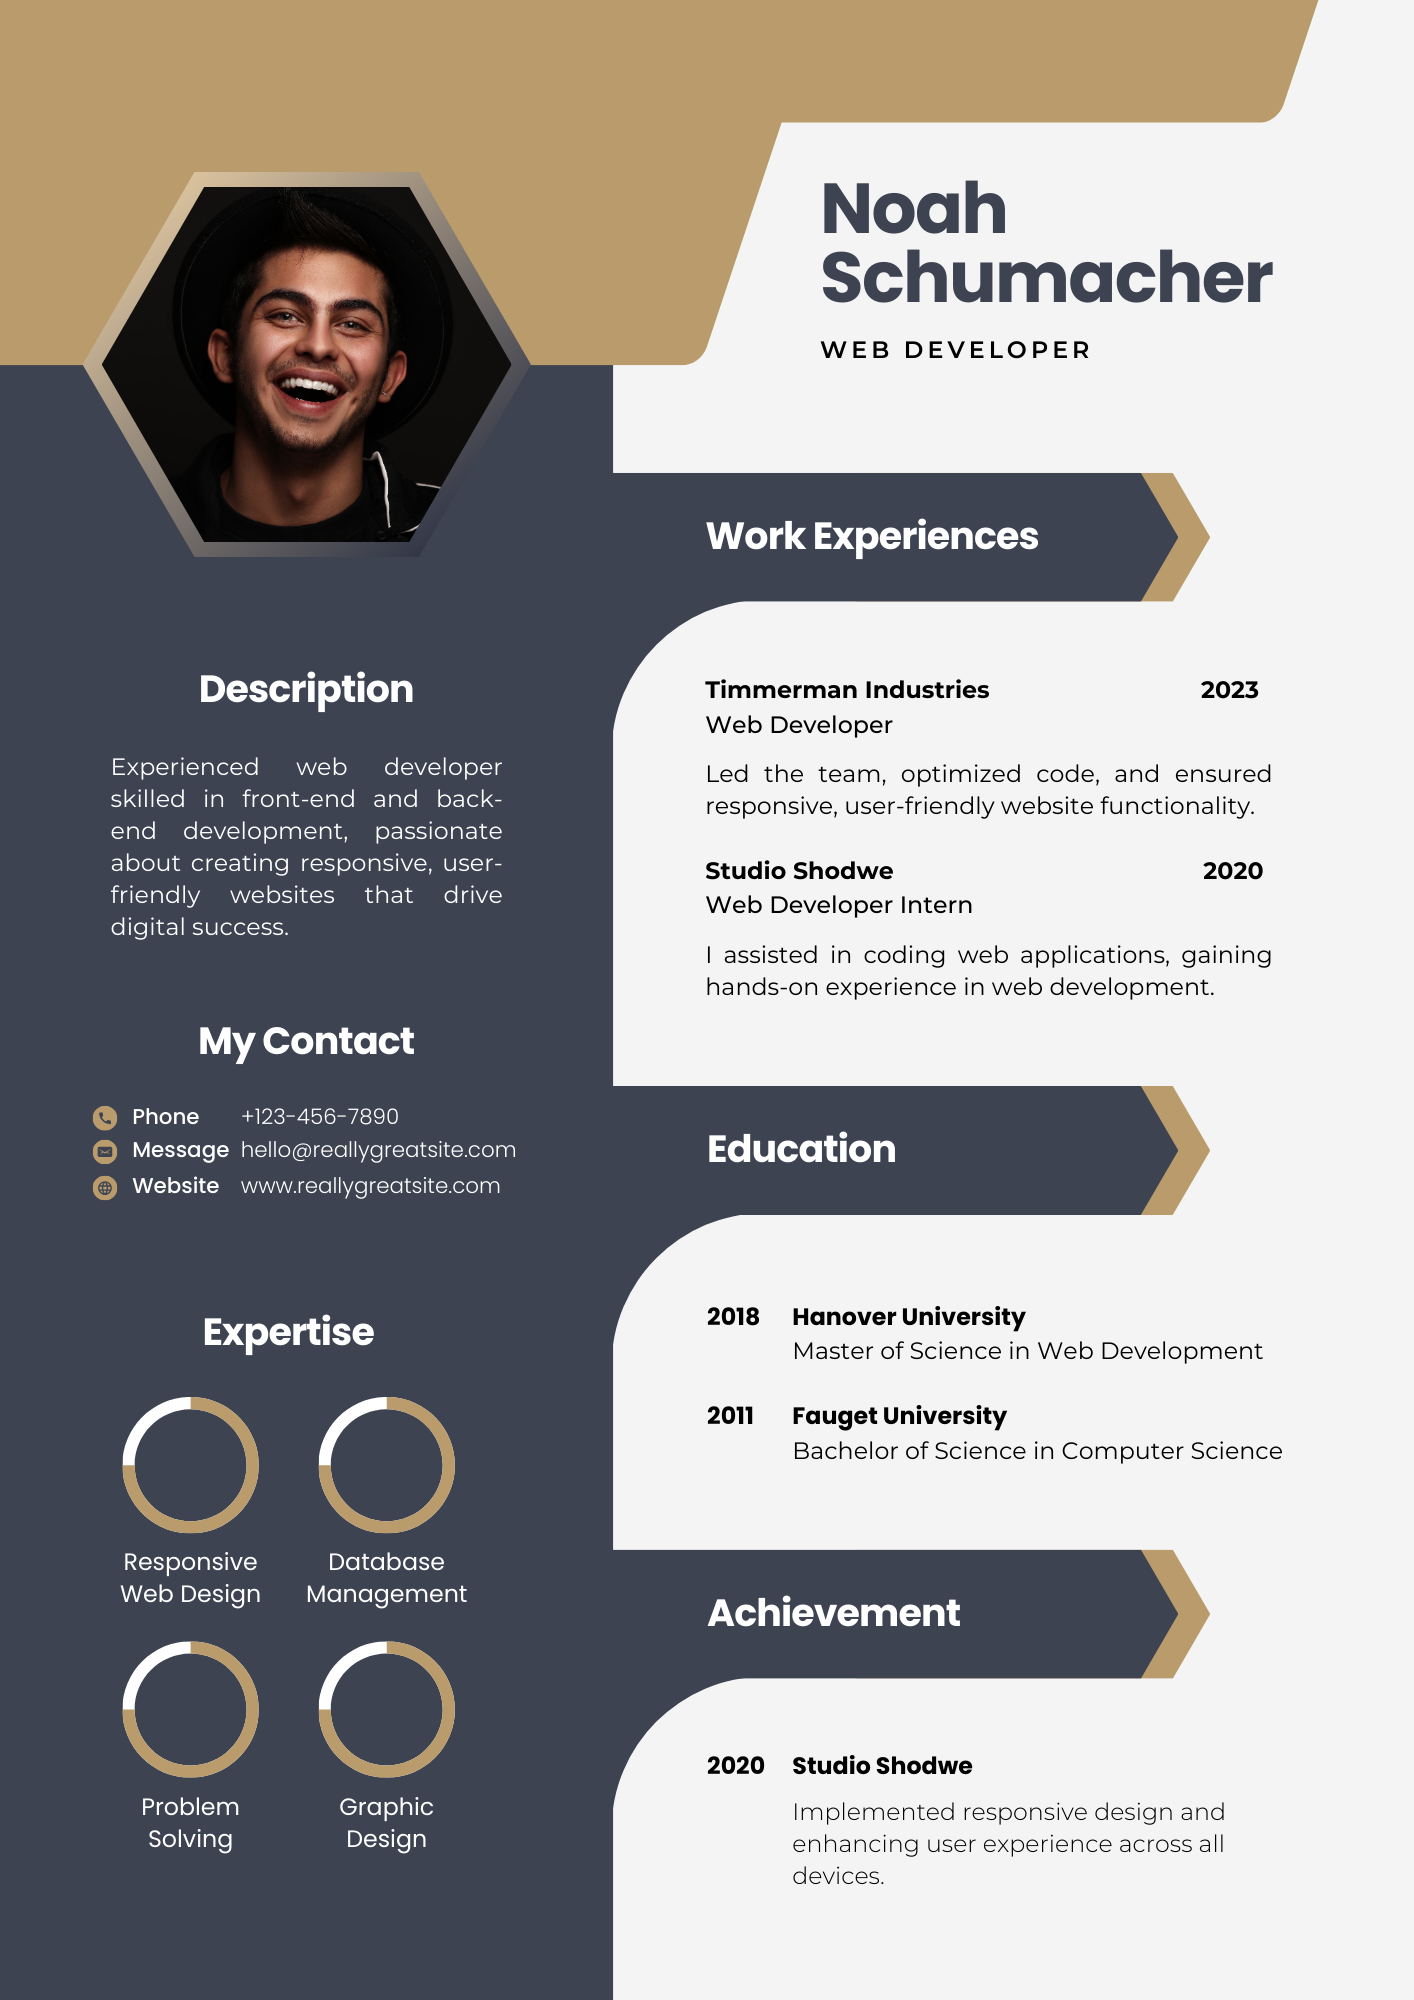 Noah
Schumacher
WEB DEVELOPER
Description
Experienced web developer
skilled in front-end and back-
end development, passionate
about creating responsive, user-
friendly websites that drive
digital success.
My Contact
Phone +123-456-7890
Message hello@reallygreatsite.com
Website www.reallygreatsite.com
Expertise
Responsive
Web Design
Database
Management
Problem
Solving
Graphic
Design
Work Experiences
Timmerman Industries 2023
Web Developer
Led the team, optimized code, and ensured
responsive, user-friendly website functionality.
Studio Shodwe 2020
Web Developer Intern
I assisted in coding web applications, gaining
hands-on experience in web development.
Education
2018 Hanover University
Master of Science in Web Development
2011 Fauget University
Bachelor of Science in Computer Science
Achievement
2020 Studio Shodwe
Implemented responsive design and
enhancing user experience across all
devices.